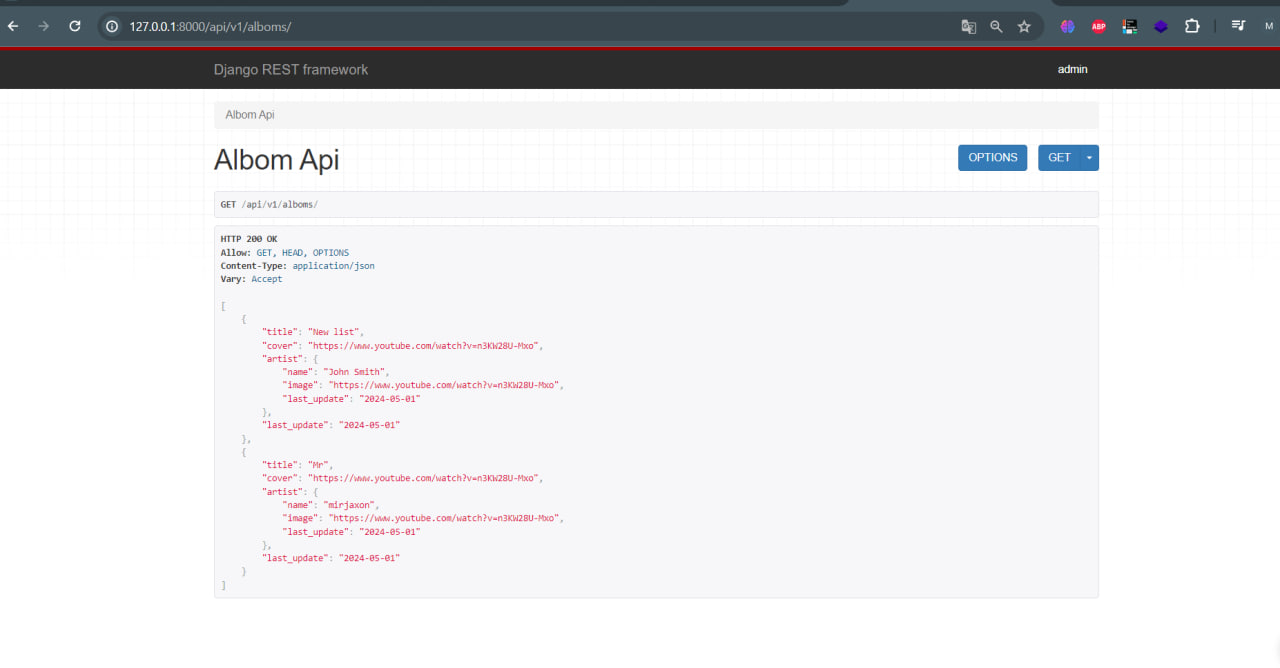 127.0.0.1:8000/api/v1/alboms/
ABP
M
Django REST framework
admin
Albom Api
Albom Api
OPTIONS
GET
GET /api/v1/alboms/
HTTP 200 OK
Allow: GET, HEAD, OPTIONS
Content-Type: application/json
Vary: Accept
[
{
"title": "New list",
"cover": "https://www.youtube.com/watch?v=n3KW28U-Mxo",
"artist": {
"name": "John Smith",
"image": "https://www.youtube.com/watch?v=n3KW28U-Mxo",
"last_update": "2024-05-01"
},
"last_update": "2024-05-01"
},
{
"title": "Mr",
"cover": "https://www.youtube.com/watch?v=n3KW28U-Mxo",
"artist": {
"name": "mirjaxon",
"image": "https://www.youtube.com/watch?v=n3KW28U-Mxo",
"last_update": "2024-05-01"
},
"last_update": "2024-05-01"
}
]